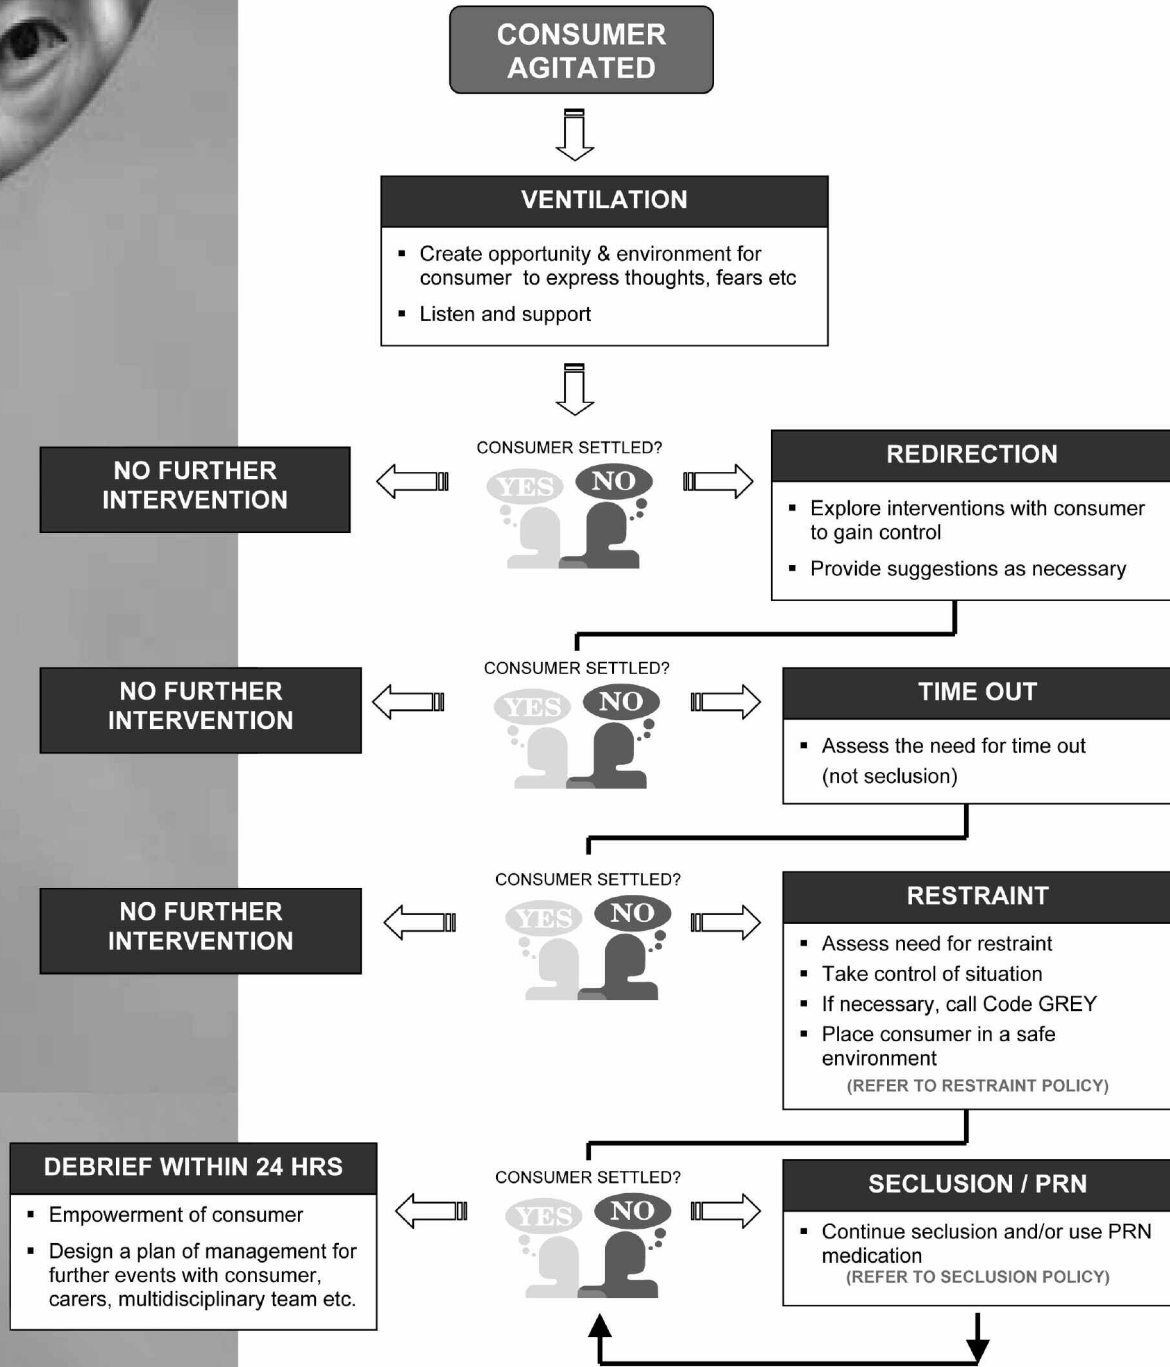 CONSUMER
AGITATED
VENTILATION
▪ Create opportunity & environment for
consumer to express thoughts, fears etc
▪ Listen and support
CONSUMER SETTLED?
YES
NO
NO FURTHER
INTERVENTION
REDIRECTION
▪ Explore interventions with consumer
to gain control
▪ Provide suggestions as necessary
CONSUMER SETTLED?
YES
NO
NO FURTHER
INTERVENTION
TIME OUT
▪ Assess the need for time out
(not seclusion)
CONSUMER SETTLED?
YES
NO
NO FURTHER
INTERVENTION
RESTRAINT
▪ Assess need for restraint
▪ Take control of situation
▪ If necessary, call Code GREY
▪ Place consumer in a safe
environment
(REFER TO RESTRAINT POLICY)
CONSUMER SETTLED?
YES
NO
DEBRIEF WITHIN 24 HRS
▪ Empowerment of consumer
▪ Design a plan of management for
further events with consumer,
carers, multidisciplinary team etc.
SECLUSION / PRN
▪ Continue seclusion and/or use PRN
medication
(REFER TO SECLUSION POLICY)